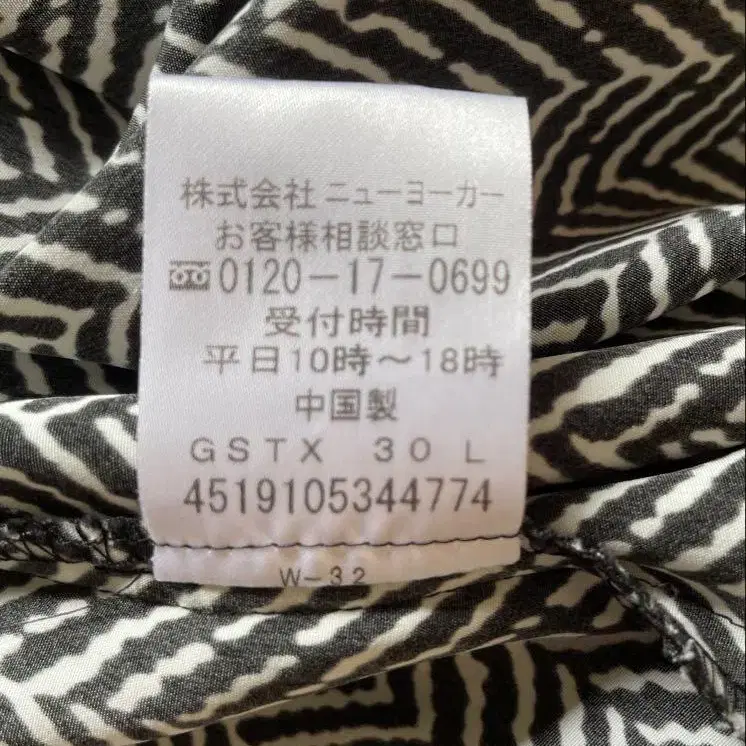 株式会社 ニューヨーカー
お客様相談窓口
0120-17-0699
受付時間
平日10時～18時
中国製
GSTX 30 L
4519105344774
W-32